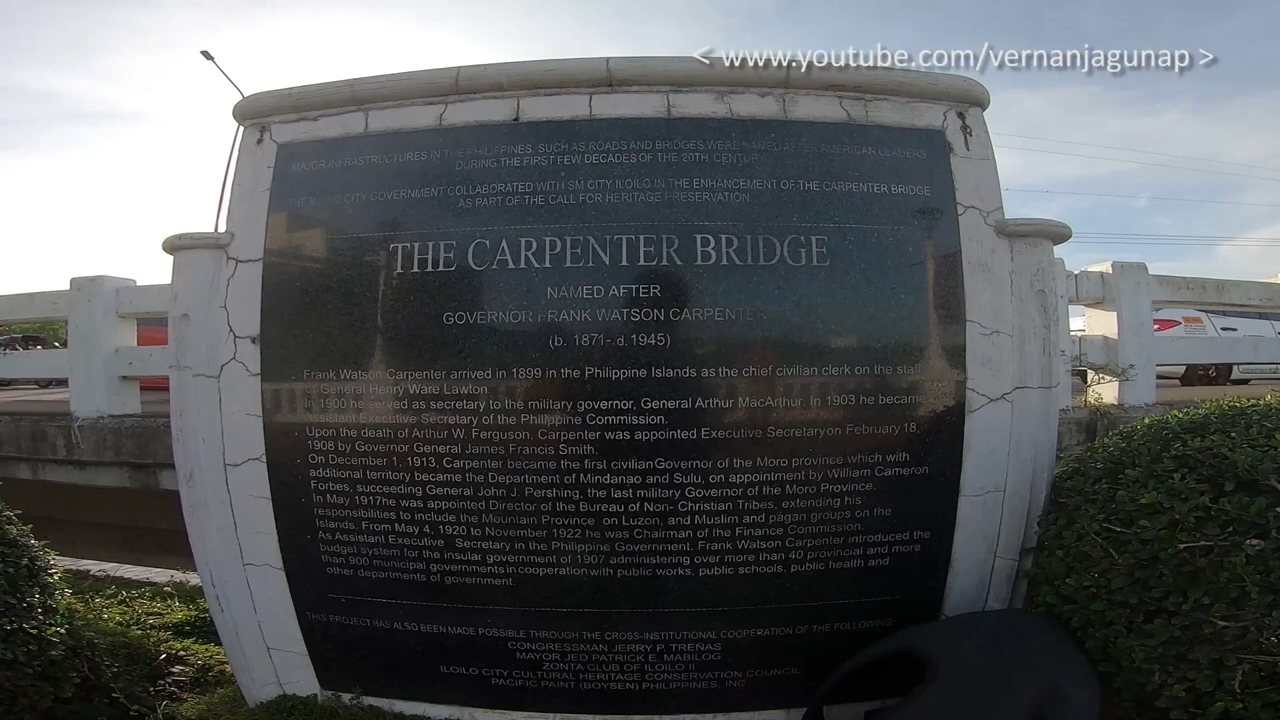 < www.youtube.com/vernanjagunap >
MAJOR INFRASTRUCTURES IN THE PHILIPPINES, SUCH AS ROADS AND BRIDGES WERE NAMED AFTER AMERICAN LEADERS
DURING THE FIRST FEW DECADES OF THE 20TH CENTURY.
THE ILOILO CITY GOVERNMENT COLLABORATED WITH SM CITY ILOILO IN THE ENHANCEMENT OF THE CARPENTER BRIDGE
AS PART OF THE CALL FOR HERITAGE PRESERVATION
THE CARPENTER BRIDGE
NAMED AFTER
GOVERNOR FRANK WATSON CARPENTER
(b. 1871-.d.1945)
. Frank Watson Carpenter arrived in 1899 in the Philippine Islands as the chief civilian clerk on the staff
of General Henry Ware Lawton.
. In 1900 he served as secretary to the military governor, General Arthur MacArthur. In 1903 he became
Assistant Executive Secretary of the Philippine Commission.
. Upon the death of Arthur W. Ferguson, Carpenter was appointed Executive Secretary on February 18,
1908 by Governor General James Francis Smith.
. On December 1, 1913, Carpenter became the first civilian Governor of the Moro province which with
additional territory became the Department of Mindanao and Sulu, on appointment by William Cameron
Forbes, succeeding General John J. Pershing, the last military Governor of the Moro Province.
. In May 1917he was appointed Director of the Bureau of Non- Christian Tribes, extending his
responsibilities to include the Mountain Province on Luzon, and Muslim and pagan groups on the
Islands. From May 4, 1920 to November 1922 he was Chairman of the Finance Commission.
. As Assistant Executive Secretary in the Philippine Government, Frank Watson Carpenter introduced the
budget system for the insular government of 1907 administering over more than 40 provincial and more
than 900 municipal governments in cooperation with public works, public schools, public health and
other departments of government.
THIS PROJECT HAS ALSO BEEN MADE POSSIBLE THROUGH THE CROSS-INSTITUTIONAL COOPERATION OF THE FOLLOWING:
CONGRESSMAN JERRY P. TREÑAS
MAYOR JED PATRICK E. MABILOG
ZONTA CLUB OF ILOILO II
ILOILO CITY CULTURAL HERITAGE CONSERVATION COUNCIL
PACIFIC PAINT (BOYSEN) PHILIPPINES, INC